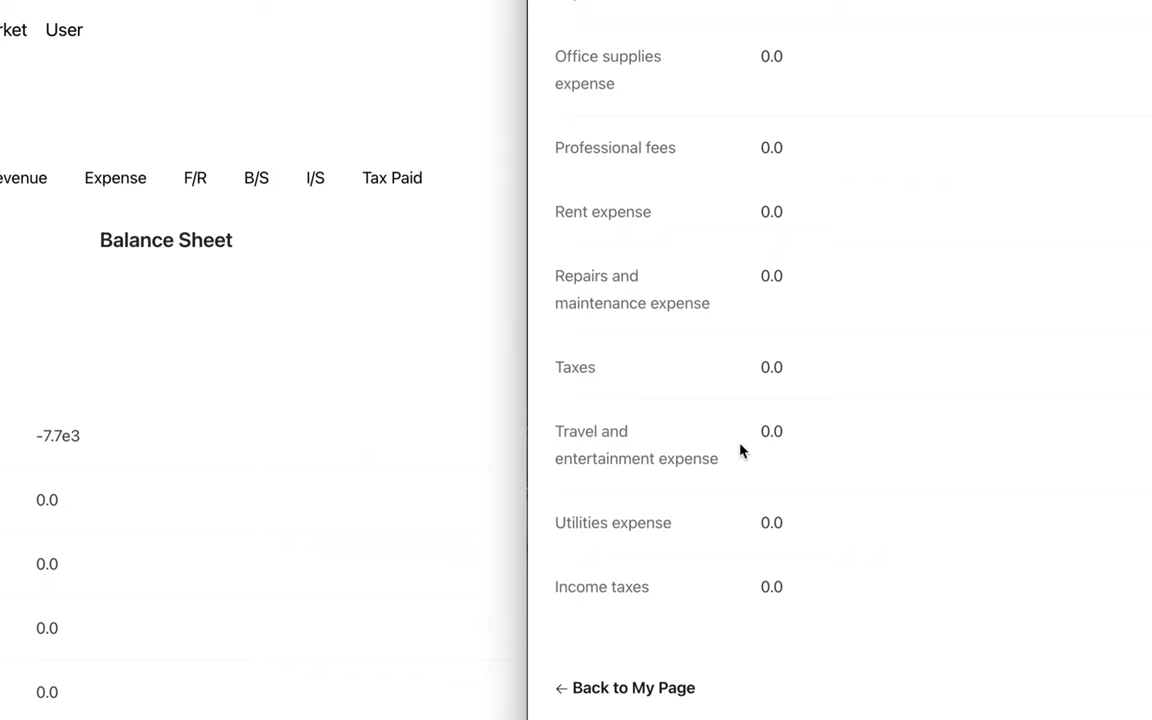 rket User
evenue Expense F/R B/S I/S Tax Paid
Balance Sheet
-7.7e3
0.0
0.0
0.0
0.0
Office supplies 0.0
expense
Professional fees 0.0
Rent expense 0.0
Repairs and 0.0
maintenance expense
Taxes 0.0
Travel and 0.0
entertainment expense
Utilities expense 0.0
Income taxes 0.0
← Back to My Page